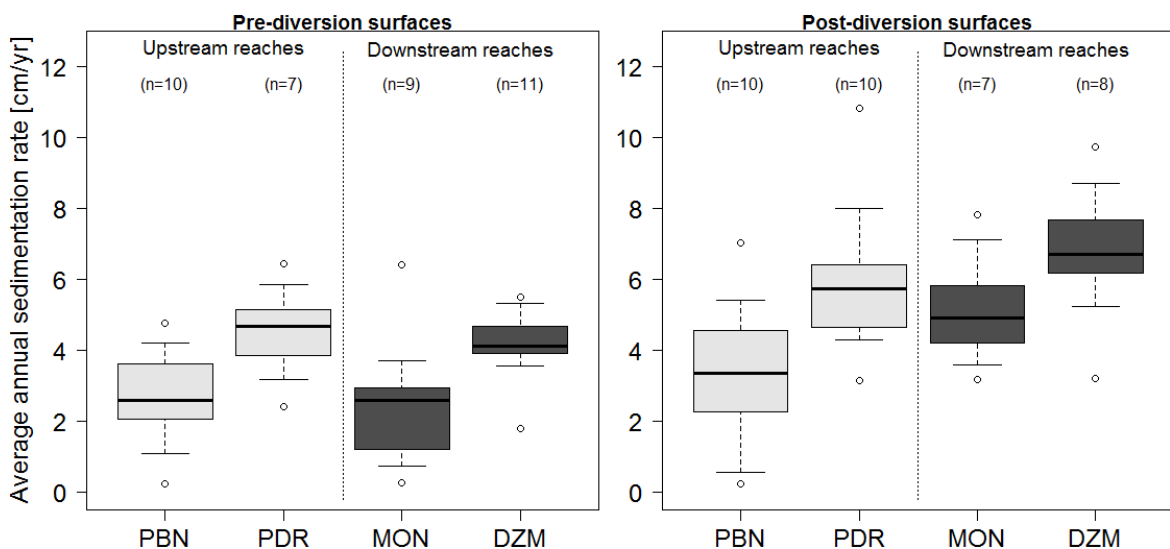 Pre-diversion surfaces
Upstream reaches
Downstream reaches
(n=10)
(n=7)
(n=9)
(n=11)
Average annual sedimentation rate [cm/yr]
12
10
8
6
4
2
0
PBN
PDR
MON
DZM
Post-diversion surfaces
Upstream reaches
Downstream reaches
(n=10)
(n=10)
(n=7)
(n=8)
12
10
8
6
4
2
0
PBN
PDR
MON
DZM